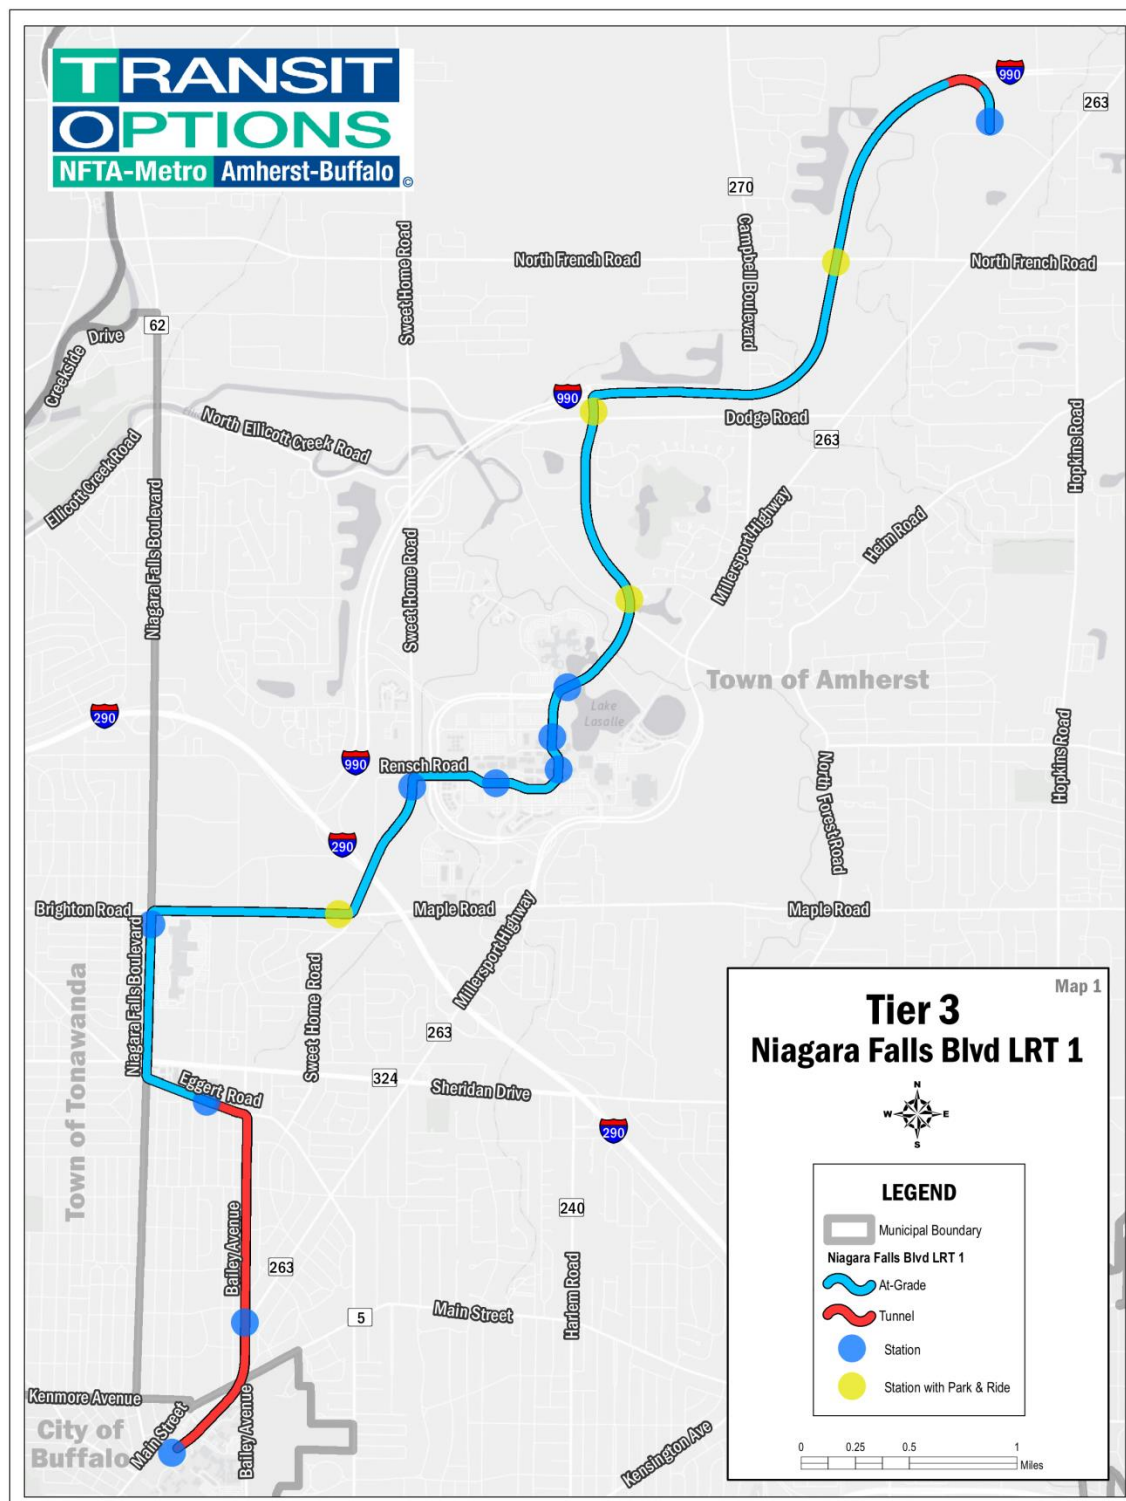 TRANSIT
OPTIONS
NFTA-Metro Amherst-Buffalo ©
990
263
270
Campbell Boulevard
Sweet Home Road
North French Road
North French Road
62
Creekside Drive
990
Dodge Road
263
Hopkins Road
North Ellicott Creek Road
Ellicott Creek Road
Niagara Falls Boulevard
Millersport Highway
Heim Road
Sweet Home Road
Town of Amherst
290
Lake
Lasalle
990
Rensch Road
Hopkins Road
North Forest Road
290
Brighton Road
Maple Road
Maple Road
Niagara Falls Boulevard
Millersport Highway
Sweet Home Road
Town of Tonawanda
263
324
Sheridan Drive
Eggert Road
290
240
Bailey Avenue
263
5
Main Street
Harlem Road
Kenmore Avenue
Main Street
Bailey Avenue
City of
Buffalo
Kensington Ave
Map 1
Tier 3
Niagara Falls Blvd LRT 1
N
W E
S
LEGEND
Municipal Boundary
Niagara Falls Blvd LRT 1
At-Grade
Tunnel
Station
Station with Park & Ride
0 0.25 0.5 1
Miles